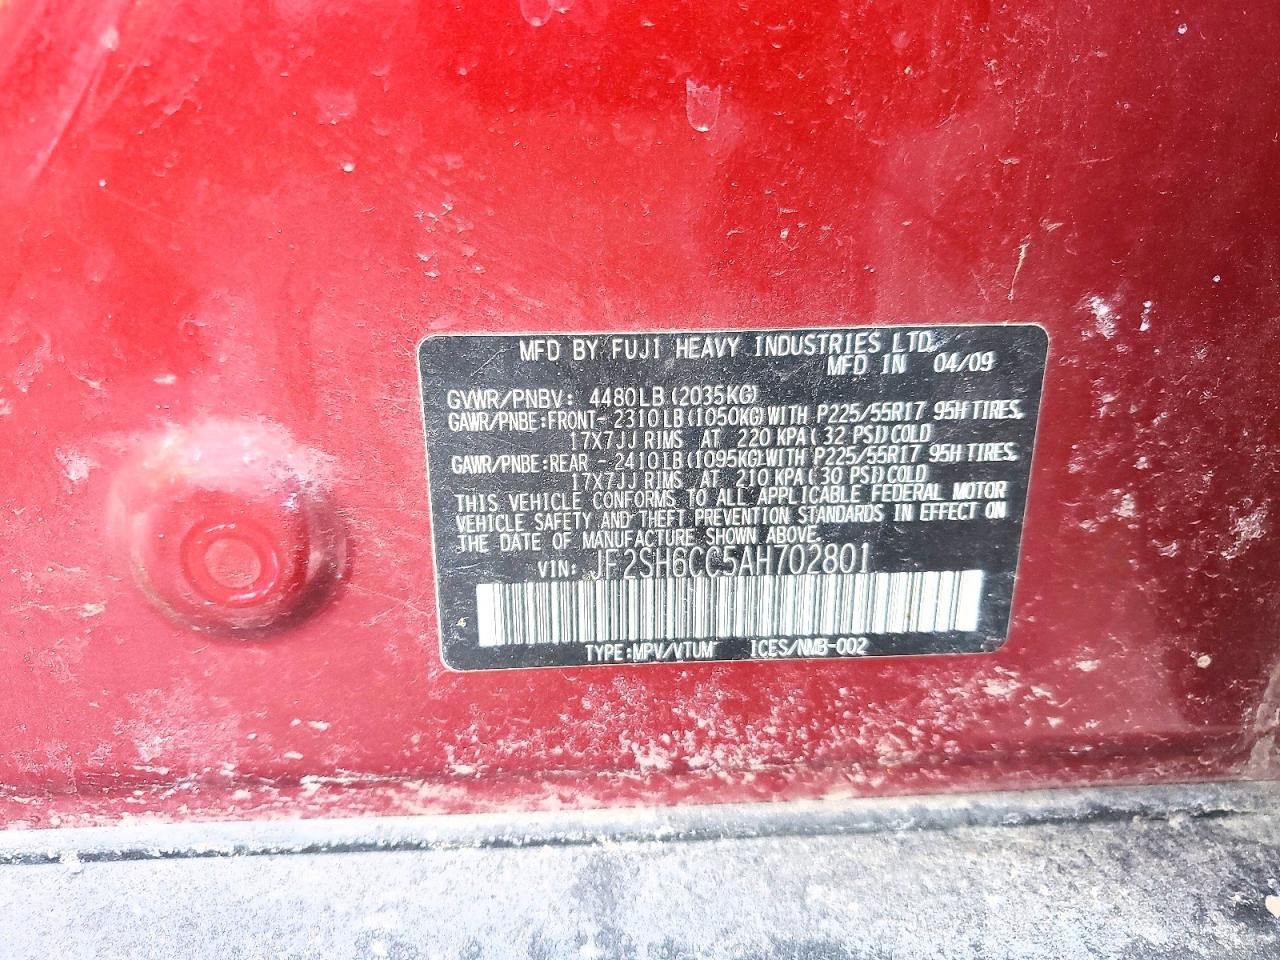 MFD BY FUJI HEAVY INDUSTRIES LTD.
MFD IN 04/09
GVWR/PNBV: 4480LB(2035KG)
GAWR/PNBE:FRONT- 2310LB(1050KG)WITH P225/55R17 95H TIRES,
17X7JJ RIMS AT 220 KPA( 32 PSI)COLD
GAWR/PNBE:REAR - 2410LB(1095KG)WITH P225/55R17 95H TIRES,
17X7JJ RIMS AT 210 KPA( 30 PSI)COLD
THIS VEHICLE CONFORMS TO ALL APPLICABLE FEDERAL MOTOR
VEHICLE SAFETY AND THEFT PREVENTION STANDARDS IN EFFECT ON
THE DATE OF MANUFACTURE SHOWN ABOVE.
VIN: JF2SH6CC5AH702801
4
TYPE:MPV/VTUM ICES/NMB-002